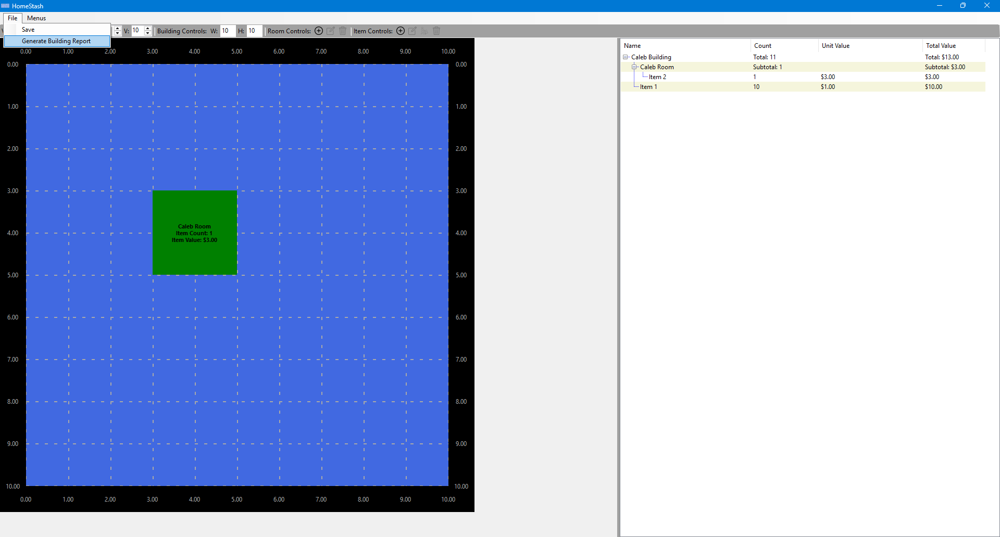 HomeStash
File Menus
Save
Generate Building Report
V: 10 Building Controls: W: 10 H: 10 Room Controls: Item Controls:
0.00 1.00 2.00 3.00 4.00 5.00 6.00 7.00 8.00 9.00 10.00
0.00 0.00
1.00 1.00
2.00 2.00
3.00 3.00
4.00 4.00
5.00 5.00
6.00 6.00
7.00 7.00
8.00 8.00
9.00 9.00
10.00 10.00
0.00 1.00 2.00 3.00 4.00 5.00 6.00 7.00 8.00 9.00 10.00
Caleb Room
Item Count: 1
Item Value: $3.00
Name Count Unit Value Total Value
Caleb Building Total: 11 Total: $13.00
Caleb Room Subtotal: 1 Subtotal: $3.00
Item 2 1 $3.00 $3.00
Item 1 10 $1.00 $10.00